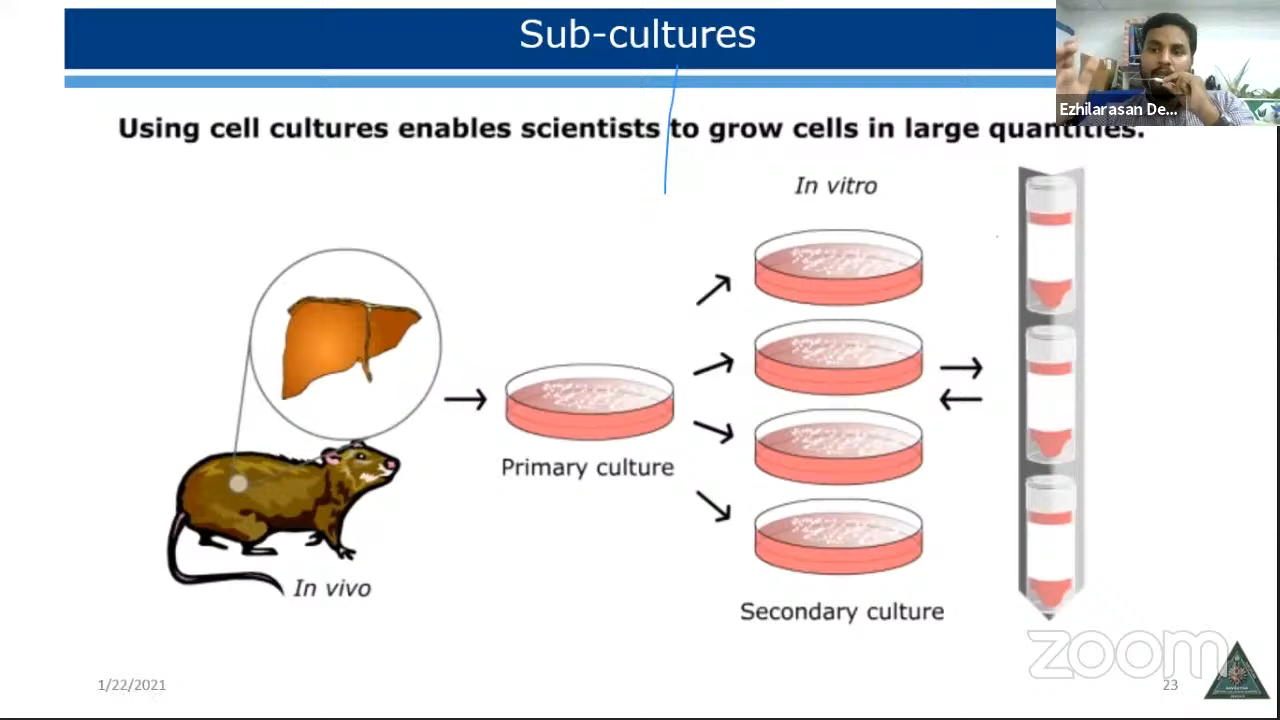 Sub-cultures
Ezhilarasan De...
Using cell cultures enables scientists to grow cells in large quantities.
In vitro
Primary culture
In vivo
Secondary culture
zoom
1/22/2021
23